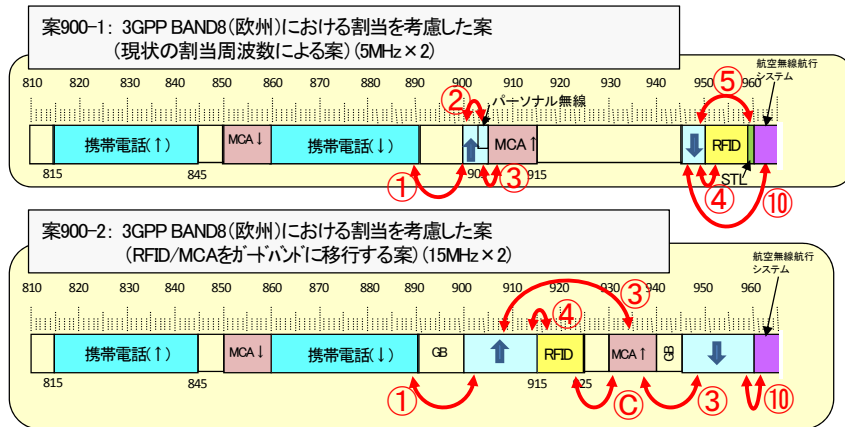 案900-1: 3GPP BAND8(欧州)における割当を考慮した案
(現状の割当周波数による案)(5MHz×2)
航空無線航行
システム
810 820 830 840 850 860 870 880 890 900 910 920 930 940 950 960
② パーソナル無線 ⑤
携帯電話(↑) MCA↓ 携帯電話(↓) MCA↑ RFID
815 845 915 STL
① ③ ④ ⑩
案900-2: 3GPP BAND8(欧州)における割当を考慮した案
(RFID/MCAをガードバンドに移行する案)(15MHz×2)
航空無線航行
システム
810 820 830 840 850 860 870 880 890 900 910 920 930 940 950 960
③
④
携帯電話(↑) MCA↓ 携帯電話(↓) GB RFID MCA↑ GB
815 845 915 925
① Ⓒ ③ ⑩